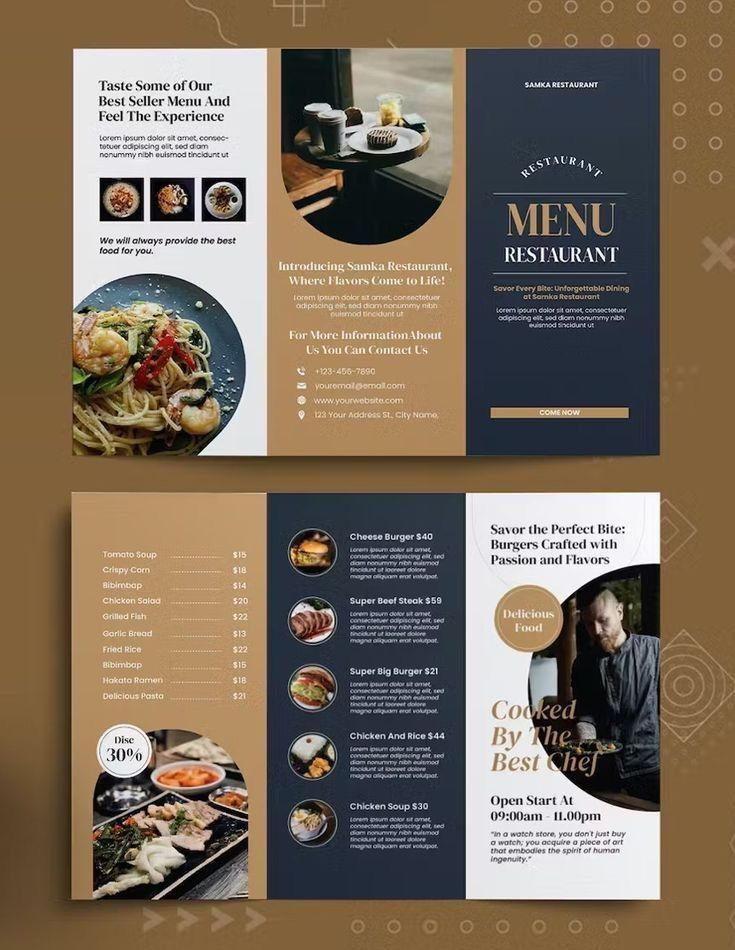 Taste Some of Our
Best Seller Menu And
Feel The Experience
Lorem ipsum dolor sit amet, consec-
tetuer adipiscing elit, sed diam
nonummy nibh euismod tincidunt ut
We will always provide the best
food for you.
Introducing Samka Restaurant,
Where Flavors Come to Life!
Lorem ipsum dolor sit amet, consectetuer
adipiscing elit, sed diam nonummy nibh
euismod tincidunt ut
For More InformationAbout
Us You Can Contact Us
+123-456-7890
youremail@email.com
www.yourwebsite.com
123 Your Address St., City Name,
SAMKA RESTAURANT
RESTAURANT
MENU
RESTAURANT
Savor Every Bite: Unforgettable Dining
at Samka Restaurant
Lorem ipsum dolor sit amet, consectetuer
adipiscing elit, sed diam nonummy nibh
euismod tincidunt ut
COME NOW
Tomato Soup $15
Crispy Corn $18
Bibimbap $14
Chicken Salad $20
Grilled Fish $22
Garlic Bread $13
Fried Rice $22
Bibimbap $15
Hakata Ramen $18
Delicious Pasta $21
Disc
30%
Cheese Burger $40
Lorem ipsum dolor sit amet,
consectetuer adipiscing elit, sed
diam nonummy nibh euismod
tincidunt ut laoreet dolore
magna aliquam erat volutpat.
Super Beef Steak $59
Lorem ipsum dolor sit amet,
consectetuer adipiscing elit, sed
diam nonummy nibh euismod
tincidunt ut laoreet dolore
magna aliquam erat volutpat.
Super Big Burger $21
Lorem ipsum dolor sit amet,
consectetuer adipiscing elit, sed
diam nonummy nibh euismod
tincidunt ut laoreet dolore
magna aliquam erat volutpat.
Chicken And Rice $44
Lorem ipsum dolor sit amet,
consectetuer adipiscing elit, sed
diam nonummy nibh euismod
tincidunt ut laoreet dolore
magna aliquam erat volutpat.
Chicken Soup $30
Lorem ipsum dolor sit amet,
consectetuer adipiscing elit, sed
diam nonummy nibh euismod
tincidunt ut laoreet dolore
magna aliquam erat volutpat.
Savor the Perfect Bite:
Burgers Crafted with
Passion and Flavors
Delicious
Food
Cooked
By The
Best Chef
Open Start At
09:00am - 11.00pm
"In a watch store, you don't just buy
a watch; you acquire a piece of art
that embodies the spirit of human
ingenuity."